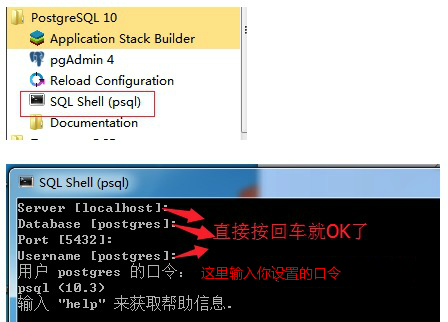 PostgreSQL 10
Application Stack Builder
pgAdmin 4
Reload Configuration
SQL Shell (psql)
Documentation
SQL Shell (psql)
Server [localhost]:
Database [postgres]:
直接按回车就OK了
Port [5432]:
Username [postgres]:
用户 postgres 的口令: 这里输入你设置的口令
psql (10.3)
输入 "help" 来获取帮助信息.